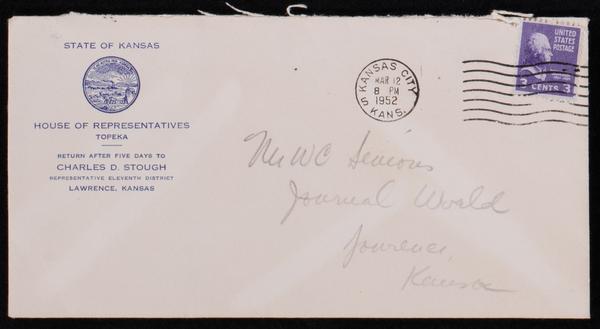 STATE OF KANSAS
HOUSE OF REPRESENTATIVES
TOPEKA
RETURN AFTER FIVE DAYS TO
CHARLES D. STOUGH
REPRESENTATIVE ELEVENTH DISTRICT
LAWRENCE, KANSAS
KANSAS CITY
MAR 12
8 PM
1952
5 KANS.
UNITED
STATES
POSTAGE
3 CENTS 3
Mr WC Simons
Journal World
Lawrence
Kansas